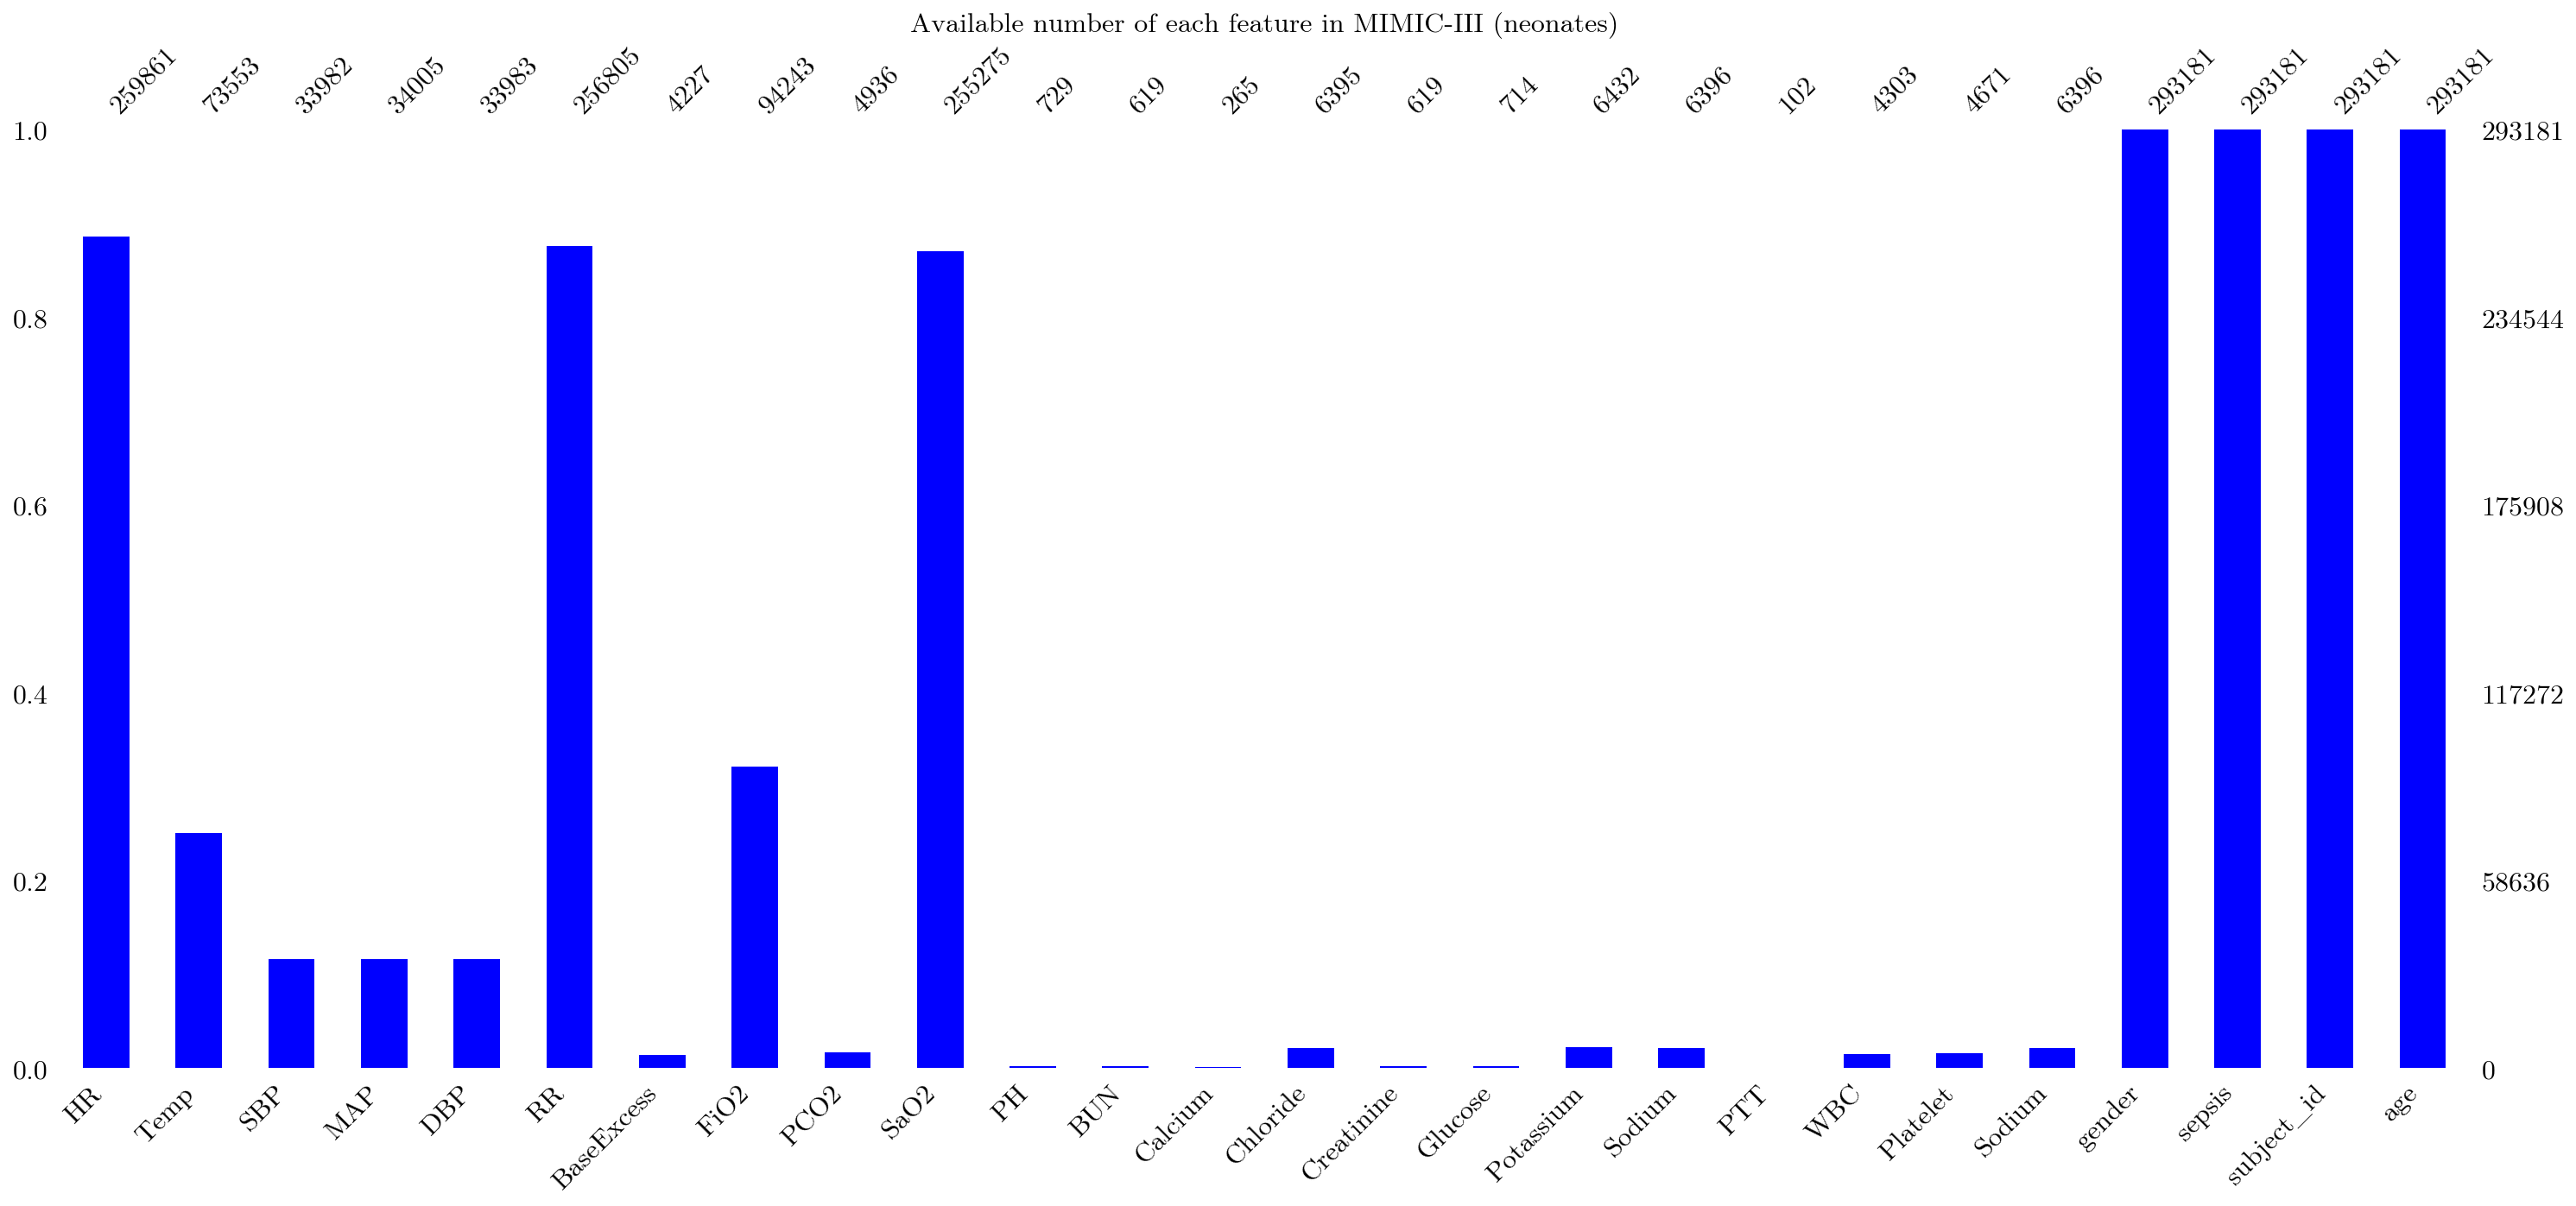 Available number of each feature in MIMIC-III (neonates)
259861 73553 33982 34005 33983 256805 4227 94243 4936 255275 729 619 265 6395 619 714 6432 6396 102 4303 4671 6396 293181 293181 293181 293181
1.0 293181
0.8 234544
0.6 175908
0.4 117272
0.2 58636
0.0 0
HR Temp SBP MAP DBP RR BaseExcess FiO2 PCO2 SaO2 PH BUN Calcium Chloride Creatinine Glucose Potassium Sodium PTT WBC Platelet Sodium gender sepsis subject_id age